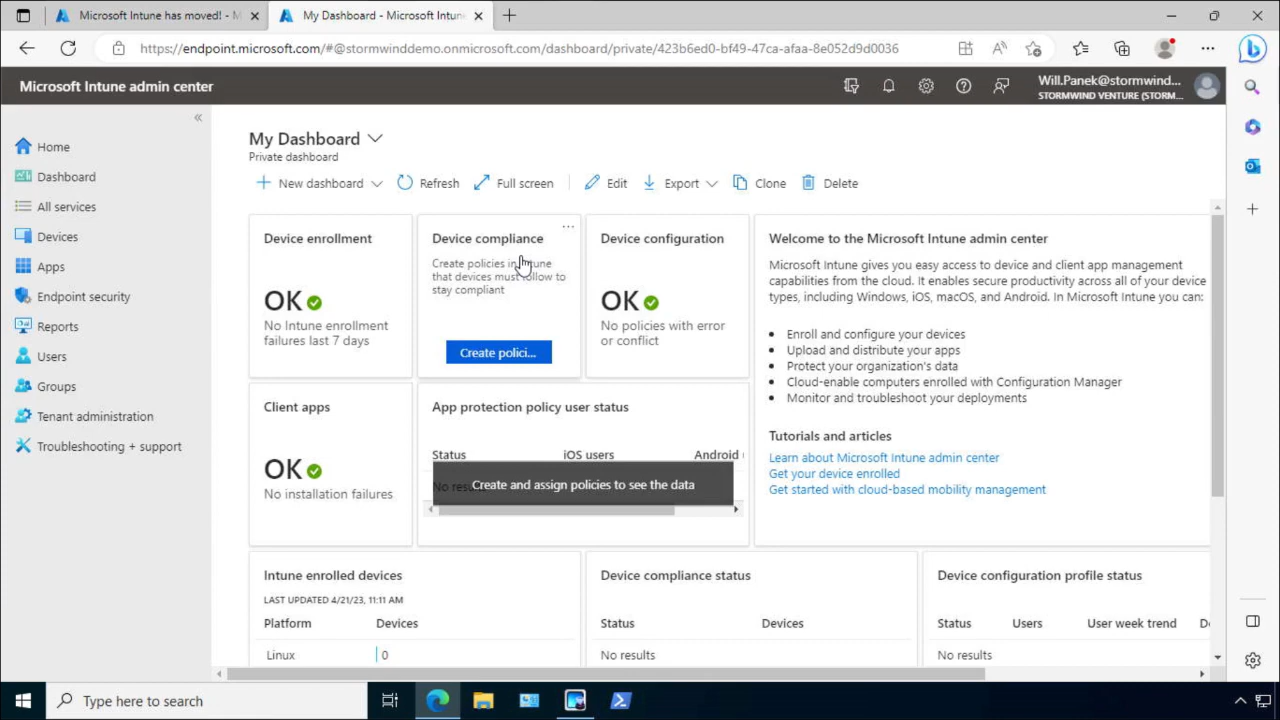 Microsoft Intune has moved! - M
My Dashboard - Microsoft Intune
https://endpoint.microsoft.com/#@stormwinddemo.onmicrosoft.com/dashboard/private/423b6ed0-bf49-47ca-afaa-8e052d9d0036
Microsoft Intune admin center
Will.Panek@stormwind...
STORMWIND VENTURE (STORM...
Home
Dashboard
All services
Devices
Apps
Endpoint security
Reports
Users
Groups
Tenant administration
Troubleshooting + support
My Dashboard
Private dashboard
New dashboard
Refresh
Full screen
Edit
Export
Clone
Delete
Device enrollment
OK
No Intune enrollment
failures last 7 days
Device compliance
Create policies in Intune
that devices must follow to
stay compliant
Create polici...
Device configuration
OK
No policies with error
or conflict
Welcome to the Microsoft Intune admin center
Microsoft Intune gives you easy access to device and client app management
capabilities from the cloud. It enables secure productivity across all of your device
types, including Windows, iOS, macOS, and Android. In Microsoft Intune you can:
• Enroll and configure your devices
• Upload and distribute your apps
• Protect your organization's data
• Cloud-enable computers enrolled with Configuration Manager
• Monitor and troubleshoot your deployments
Tutorials and articles
Learn about Microsoft Intune admin center
Get your device enrolled
Get started with cloud-based mobility management
Client apps
OK
No installation failures
App protection policy user status
Status iOS users Android
No results
Create and assign policies to see the data
Intune enrolled devices
LAST UPDATED 4/21/23, 11:11 AM
Platform Devices
Linux 0
Device compliance status
Status Devices
No results
Device configuration profile status
Status Users User week trend
No results
Type here to search